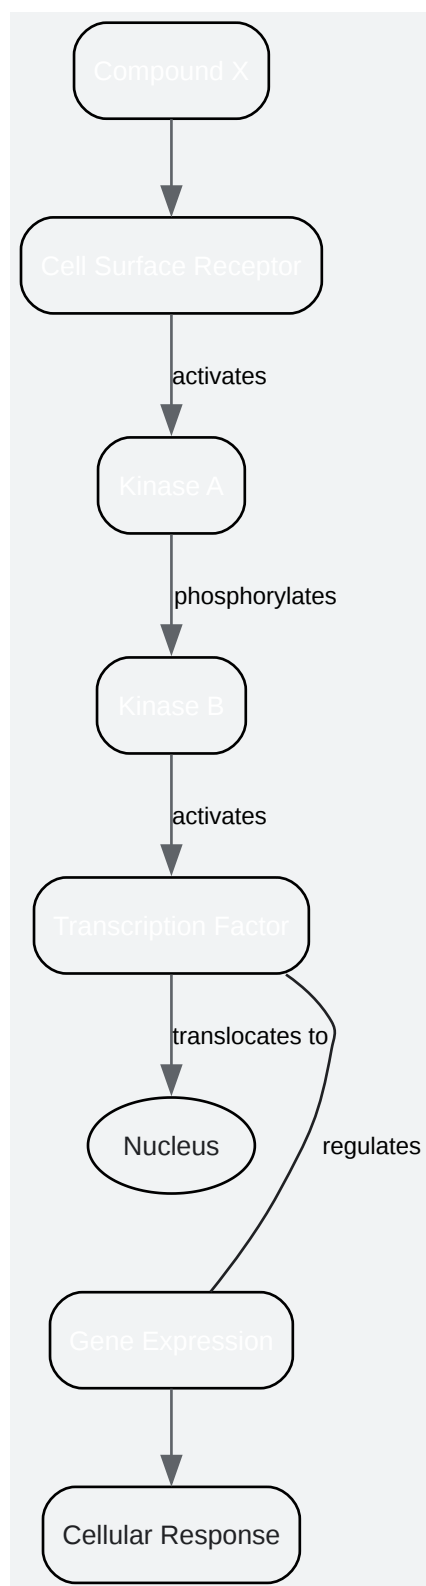 Compound X
Cell Surface Receptor
activates
Kinase A
phosphorylates
Kinase B
activates
Transcription Factor
translocates to
Nucleus
regulates
Gene Expression
Cellular Response